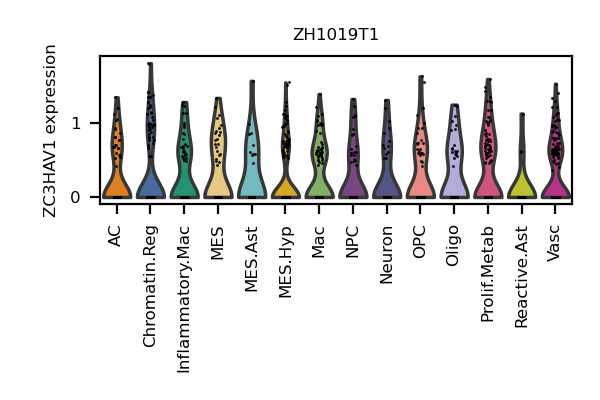 ZH1019T1
ZC3HAV1 expression
1
0
AC
Chromatin.Reg
Inflammatory.Mac
MES
MES.Ast
MES.Hyp
Mac
NPC
Neuron
OPC
Oligo
Prolif.Metab
Reactive.Ast
Vasc